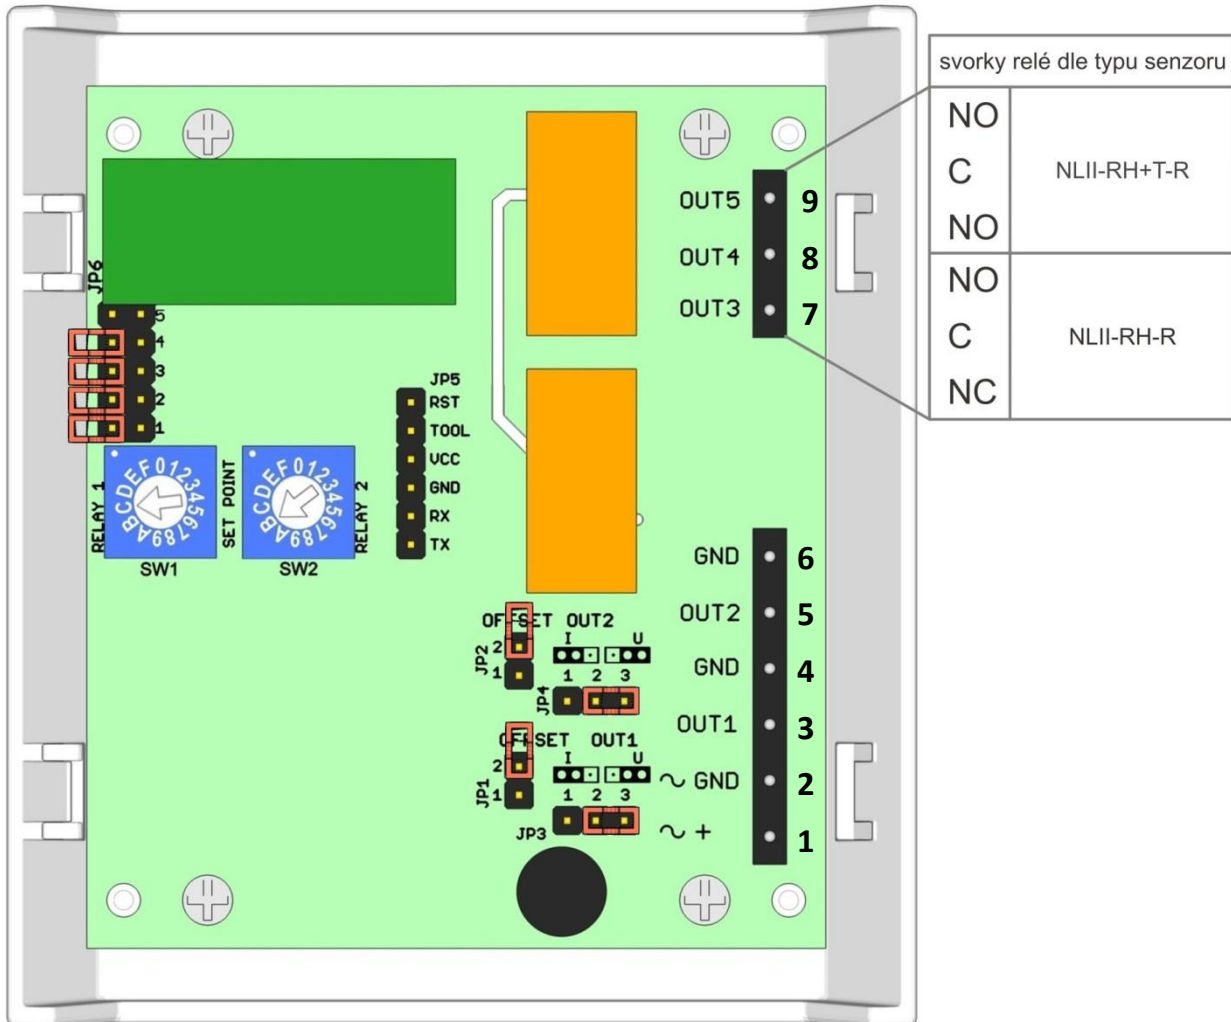 svorky relé dle typu senzoru
NO
C
NO
NLII-RH+T-R
NO
C
NC
NLII-RH-R
OUT5 9
OUT4 8
OUT3 7
JP6
5
4
3
2
1
JP5
RST
TOOL
VCC
GND
RX
TX
RELAY 1
0123456789ABCDEF
SW1
SET POINT
0123456789ABCDEF
SW2
RELAY 2
GND 6
OUT2 5
GND 4
OUT1 3
~ GND 2
~ + 1
OFFSET OUT2
JP2
2
1
I U
1 2 3
JP4
OFFSET OUT1
JP1
2
1
I U
1 2 3
JP3